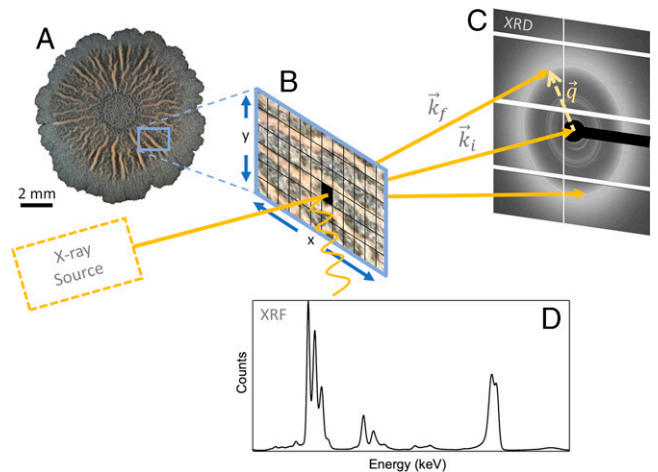 A
2 mm
B
y
x
X-ray
Source
C
XRD
k⃗f
k⃗i
q⃗
D
XRF
Counts
Energy (keV)